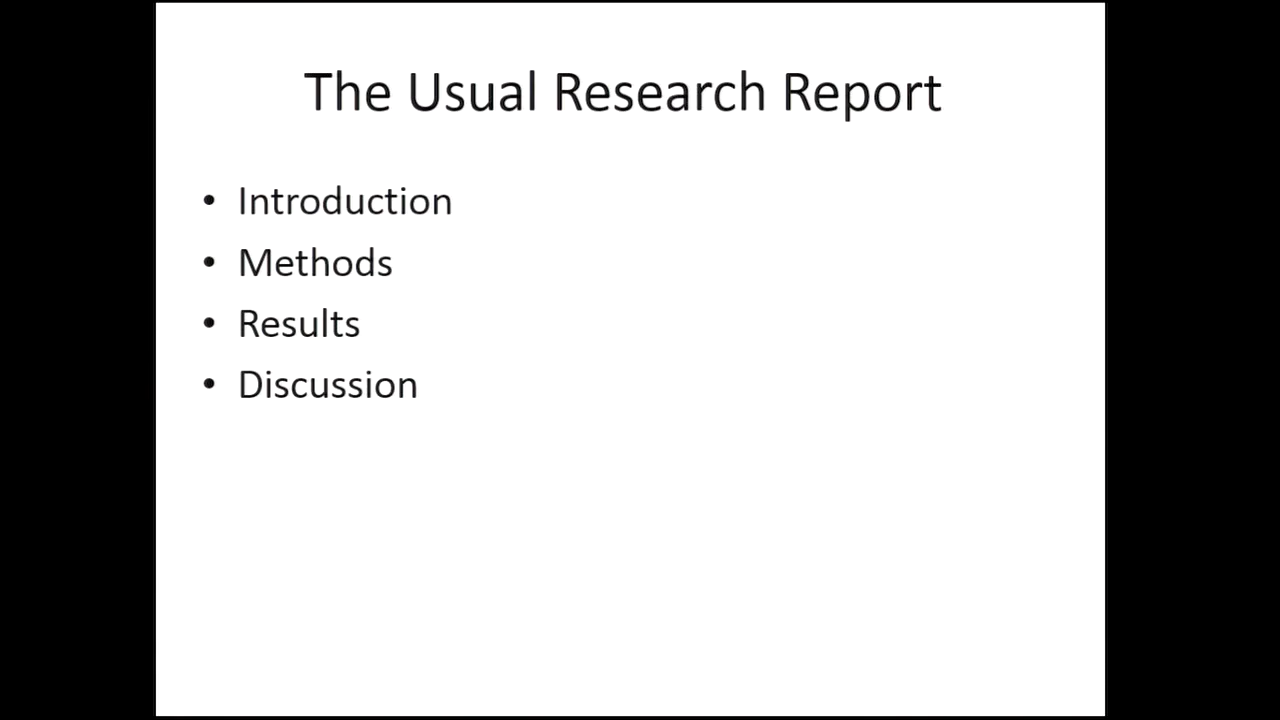 The Usual Research Report
• Introduction
• Methods
• Results
• Discussion